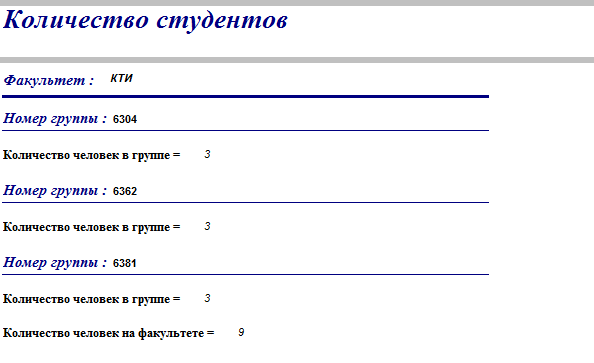 Количество студентов
Факультет : КТИ
Номер группы : 6304
Количество человек в группе = 3
Номер группы : 6362
Количество человек в группе = 3
Номер группы : 6381
Количество человек в группе = 3
Количество человек на факультете = 9